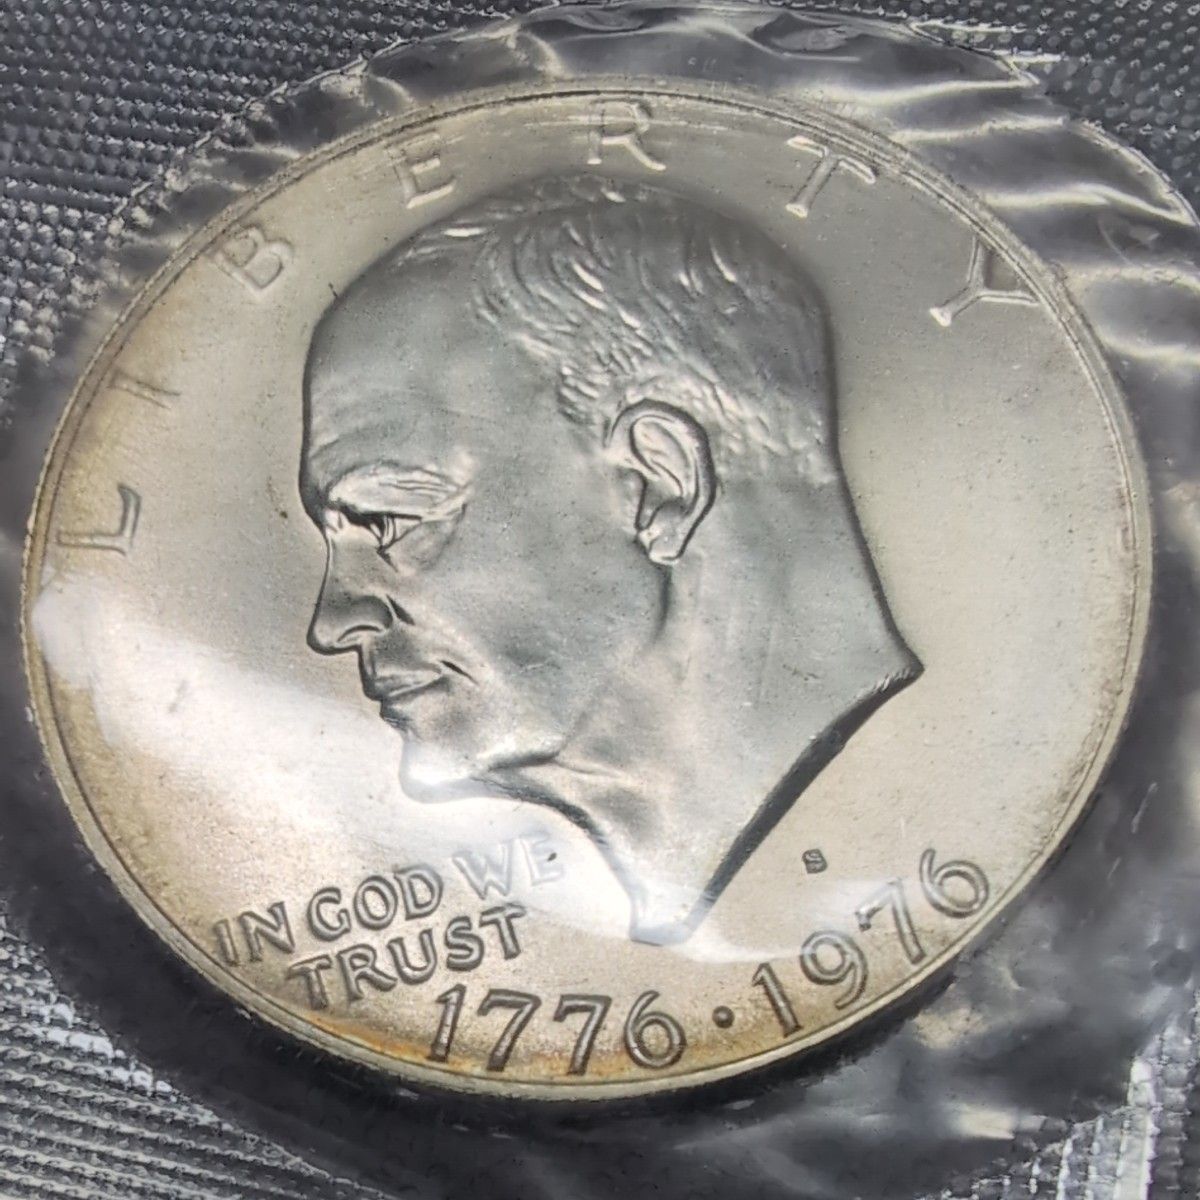 LIBERTY
IN GOD WE
TRUST
S
1776 · 1976